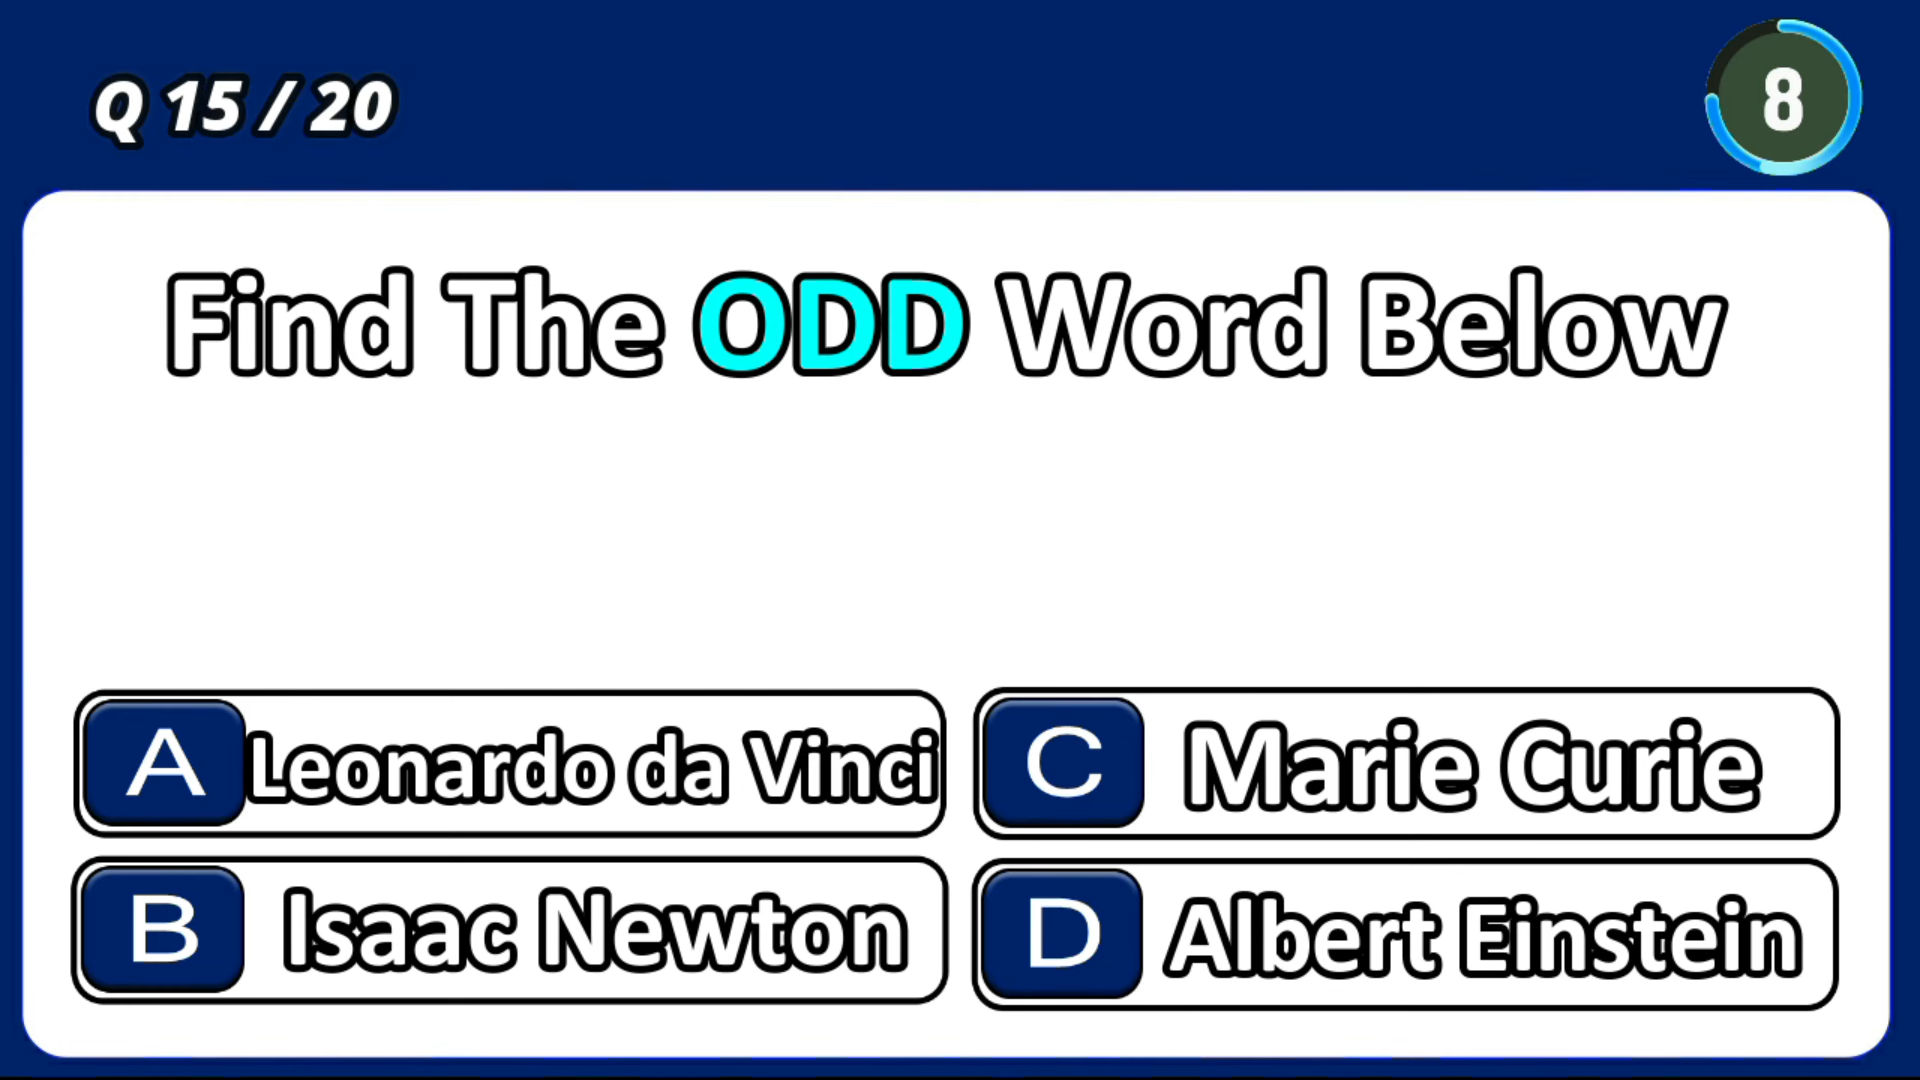 Q 15 / 20
8
Find The ODD Word Below
A Leonardo da Vinci
C Marie Curie
B Isaac Newton
D Albert Einstein